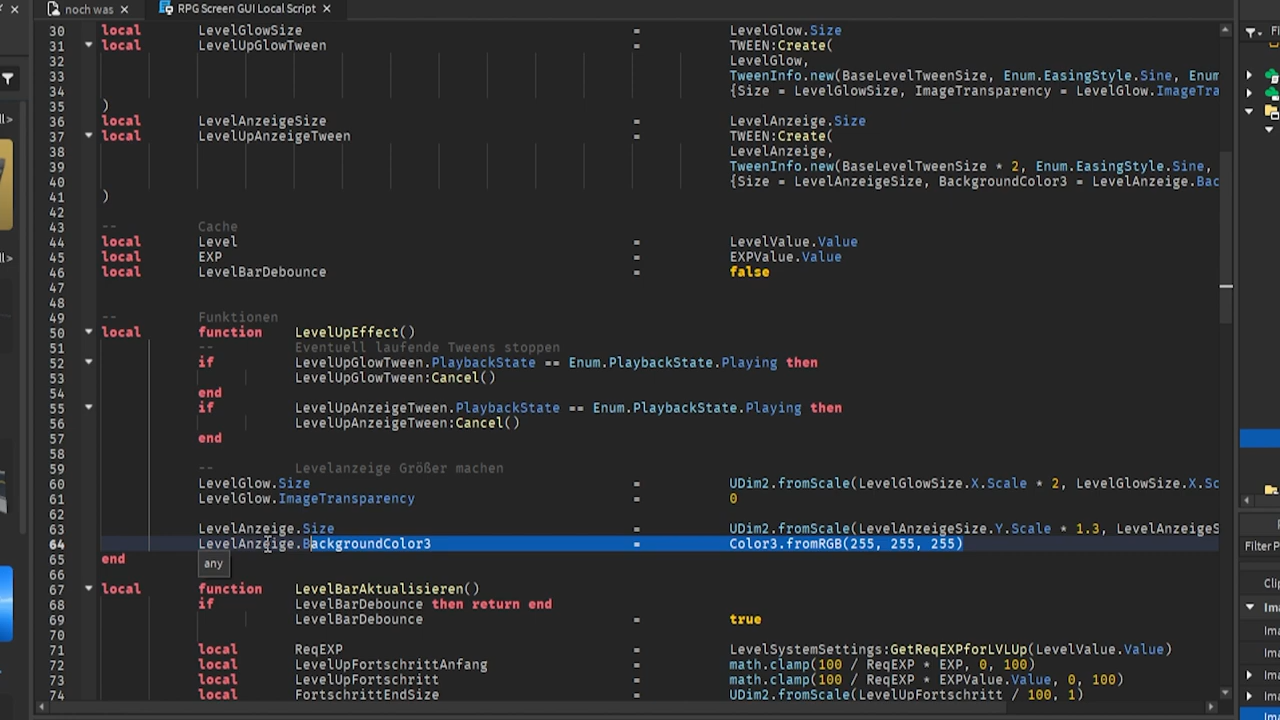 noch was
RPG Screen GUI Local Script
30 local LevelGlowSize = LevelGlow.Size
31 local LevelUpGlowTween = TWEEN:Create(
32 LevelGlow,
33 TweenInfo.new(BaseLevelTweenSize, Enum.EasingStyle.Sine, Enum
34 {Size = LevelGlowSize, ImageTransparency = LevelGlow.ImageTra
35 )
36 local LevelAnzeigeSize = LevelAnzeige.Size
37 local LevelUpAnzeigeTween = TWEEN:Create(
38 LevelAnzeige,
39 TweenInfo.new(BaseLevelTweenSize * 2, Enum.EasingStyle.Sine,
40 {Size = LevelAnzeigeSize, BackgroundColor3 = LevelAnzeige.Bac
41 )
42
43 -- Cache
44 local Level = LevelValue.Value
45 local EXP = EXPValue.Value
46 local LevelBarDebounce = false
47
48
49 -- Funktionen
50 local function LevelUpEffect()
51 -- Eventuell laufende Tweens stoppen
52 if LevelUpGlowTween.PlaybackState == Enum.PlaybackState.Playing then
53 LevelUpGlowTween:Cancel()
54 end
55 if LevelUpAnzeigeTween.PlaybackState == Enum.PlaybackState.Playing then
56 LevelUpAnzeigeTween:Cancel()
57 end
58
59 -- Levelanzeige Größer machen
60 LevelGlow.Size = UDim2.fromScale(LevelGlowSize.X.Scale * 2, LevelGlowSize.X.Sc
61 LevelGlow.ImageTransparency = 0
62
63 LevelAnzeige.Size = UDim2.fromScale(LevelAnzeigeSize.Y.Scale * 1.3, LevelAnzeigeS
64 LevelAnzeige.BackgroundColor3 = Color3.fromRGB(255, 255, 255)
65 end
any
66
67 local function LevelBarAktualisieren()
68 if LevelBarDebounce then return end
69 LevelBarDebounce = true
70
71 local ReqEXP = LevelSystemSettings:GetReqEXPforLVLUp(LevelValue.Value)
72 local LevelUpFortschrittAnfang = math.clamp(100 / ReqEXP * EXP, 0, 100)
73 local LevelUpFortschritt = math.clamp(100 / ReqEXP * EXPValue.Value, 0, 100)
74 local FortschrittEndSize = UDim2.fromScale(LevelUpFortschritt / 100, 1)
Filter P
Clip
Ima
Ima
Ima
Ima
Ima